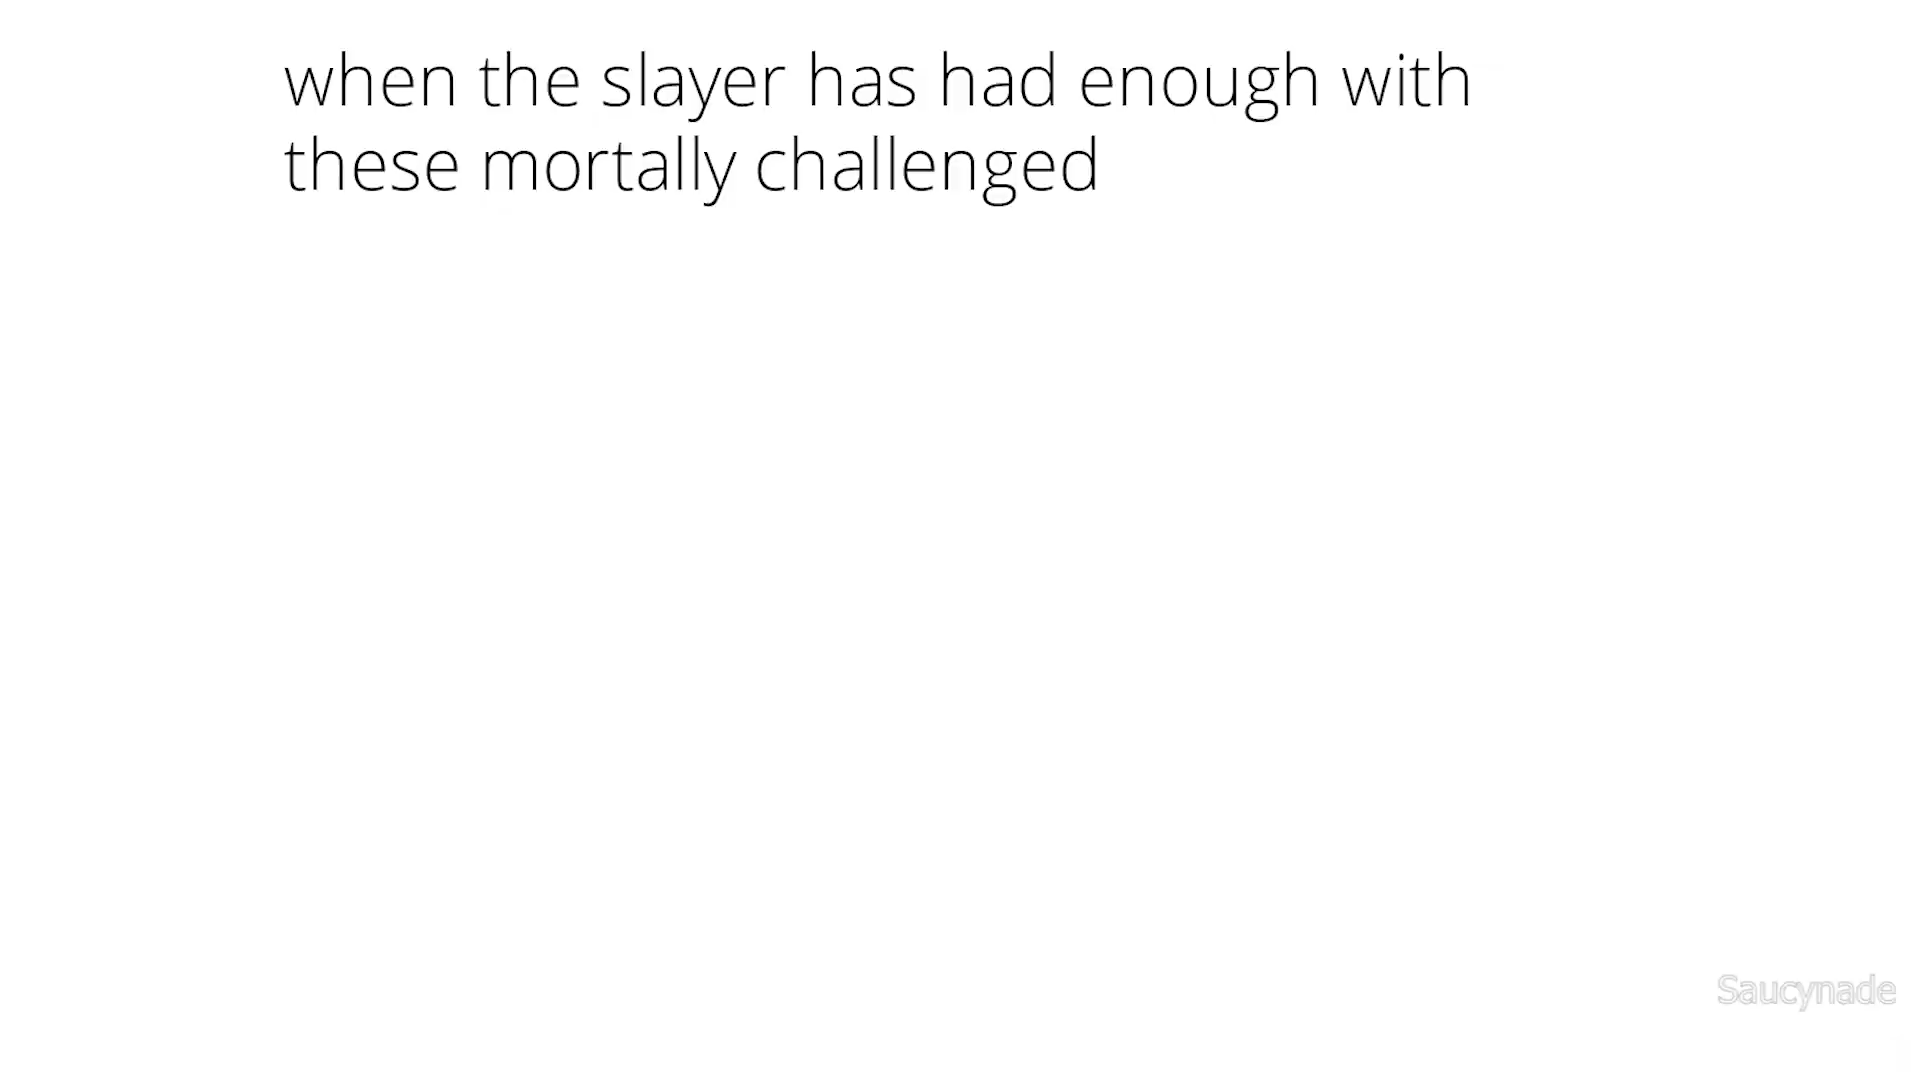 when the slayer has had enough with
these mortally challenged
Saucynade